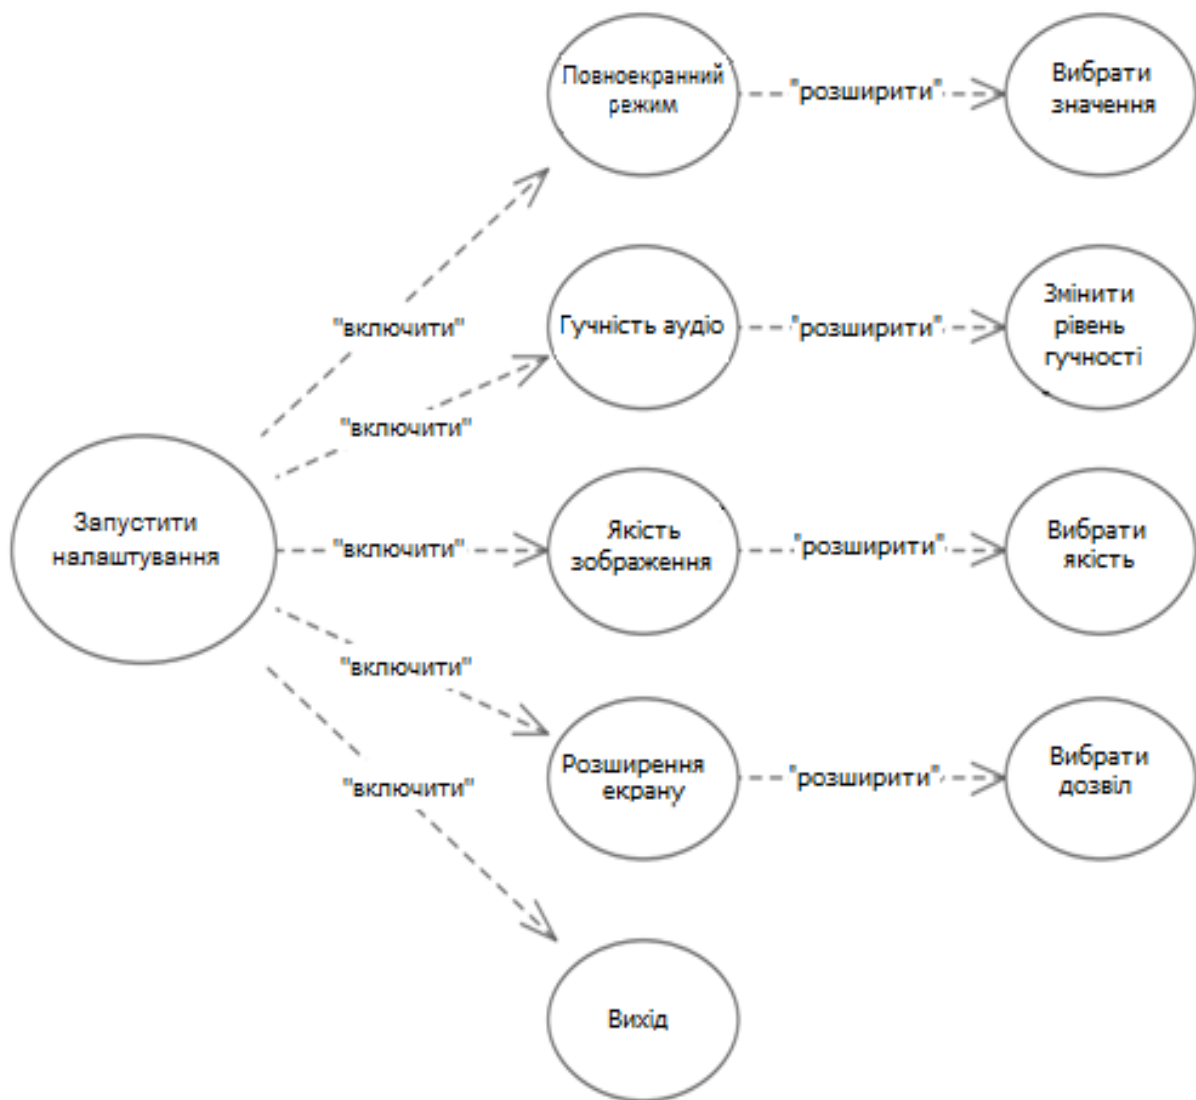 Повноекранний
режим
"розширити"
Вибрати
значення
"включити"
Гучність аудіо
"розширити"
Змінити
рівень
гучності
"включити"
Запустити
налаштування
"включити"
Якість
зображення
"розширити"
Вибрати
якість
"включити"
Розширення
екрану
"розширити"
Вибрати
дозвіл
"включити"
Вихід